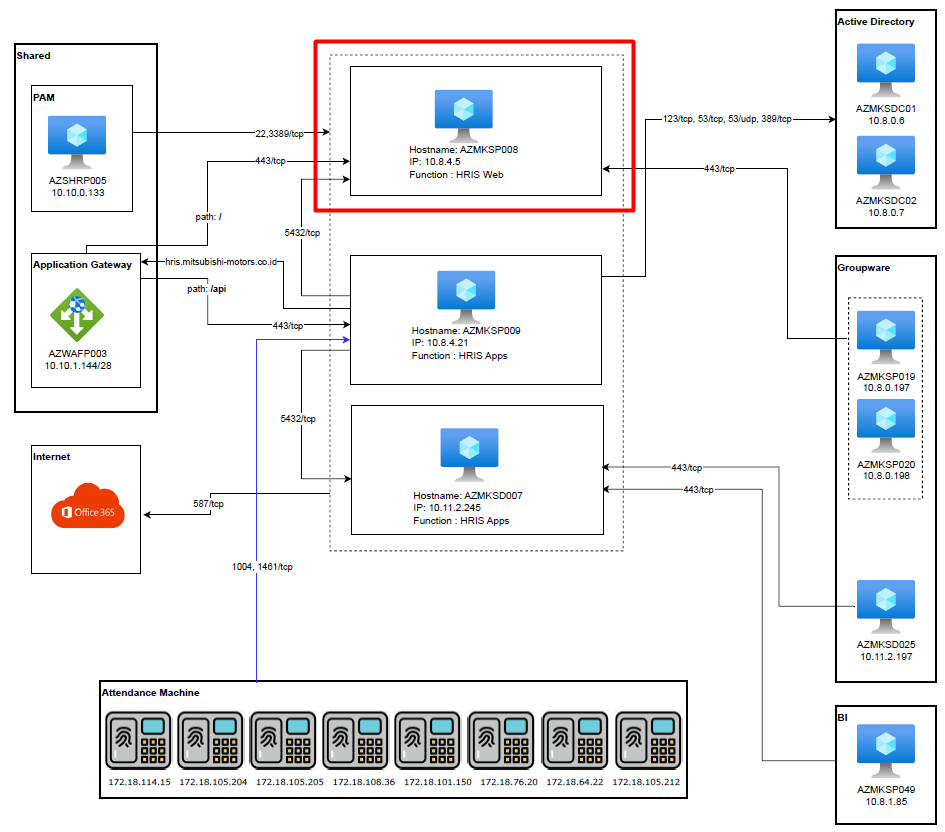 Shared
PAM
AZSHRP005
10.10.0.133
22,3389/tcp
443/tcp
path: /
5432/tcp
Application Gateway
hris.mitsubishi-motors.co.id
path: /api
443/tcp
AZWAFP003
10.10.1.144/28
Hostname: AZMKSP008
IP: 10.8.4.5
Function : HRIS Web
Hostname: AZMKSP009
IP: 10.8.4.21
Function : HRIS Apps
5432/tcp
Hostname: AZMKSD007
IP: 10.11.2.245
Function : HRIS Apps
123/tcp, 53/tcp, 53/udp, 389/tcp
443/tcp
443/tcp
443/tcp
Active Directory
AZMKSDC01
10.8.0.6
AZMKSDC02
10.8.0.7
Groupware
AZMKSP019
10.8.0.197
AZMKSP020
10.8.0.198
AZMKSD025
10.11.2.197
BI
AZMKSP049
10.8.1.85
Internet
Office 365
587/tcp
1004, 1461/tcp
Attendance Machine
172.18.114.15
172.18.105.204
172.18.105.205
172.18.108.36
172.18.101.150
172.18.76.20
172.18.64.22
172.18.105.212